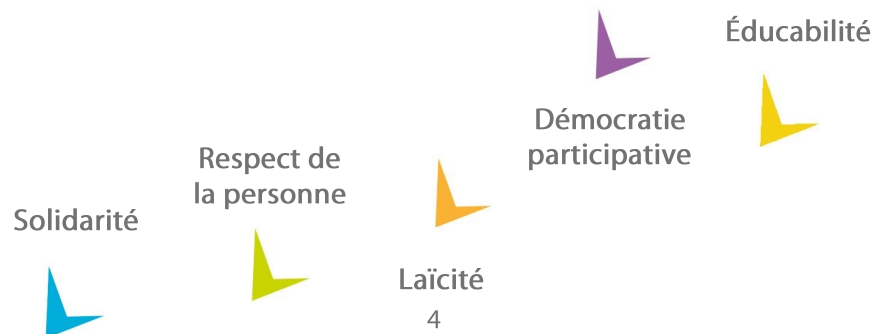 Solidarité
Respect de
la personne
Laïcité
Démocratie
participative
Éducabilité
4